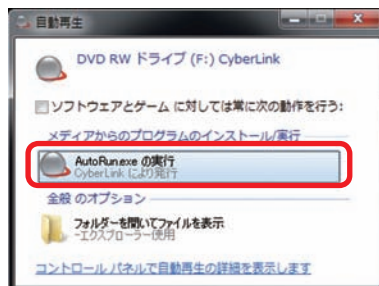 自動再生
DVD RW ドライブ (F:) CyberLink
ソフトウェアとゲーム に対しては常に次の動作を行う:
メディアからのプログラムのインストール/実行
AutoRun.exe の実行
CyberLink により発行
全般 のオプション
フォルダーを開いてファイルを表示
-エクスプローラー使用
コントロール パネルで自動再生の詳細を表示します